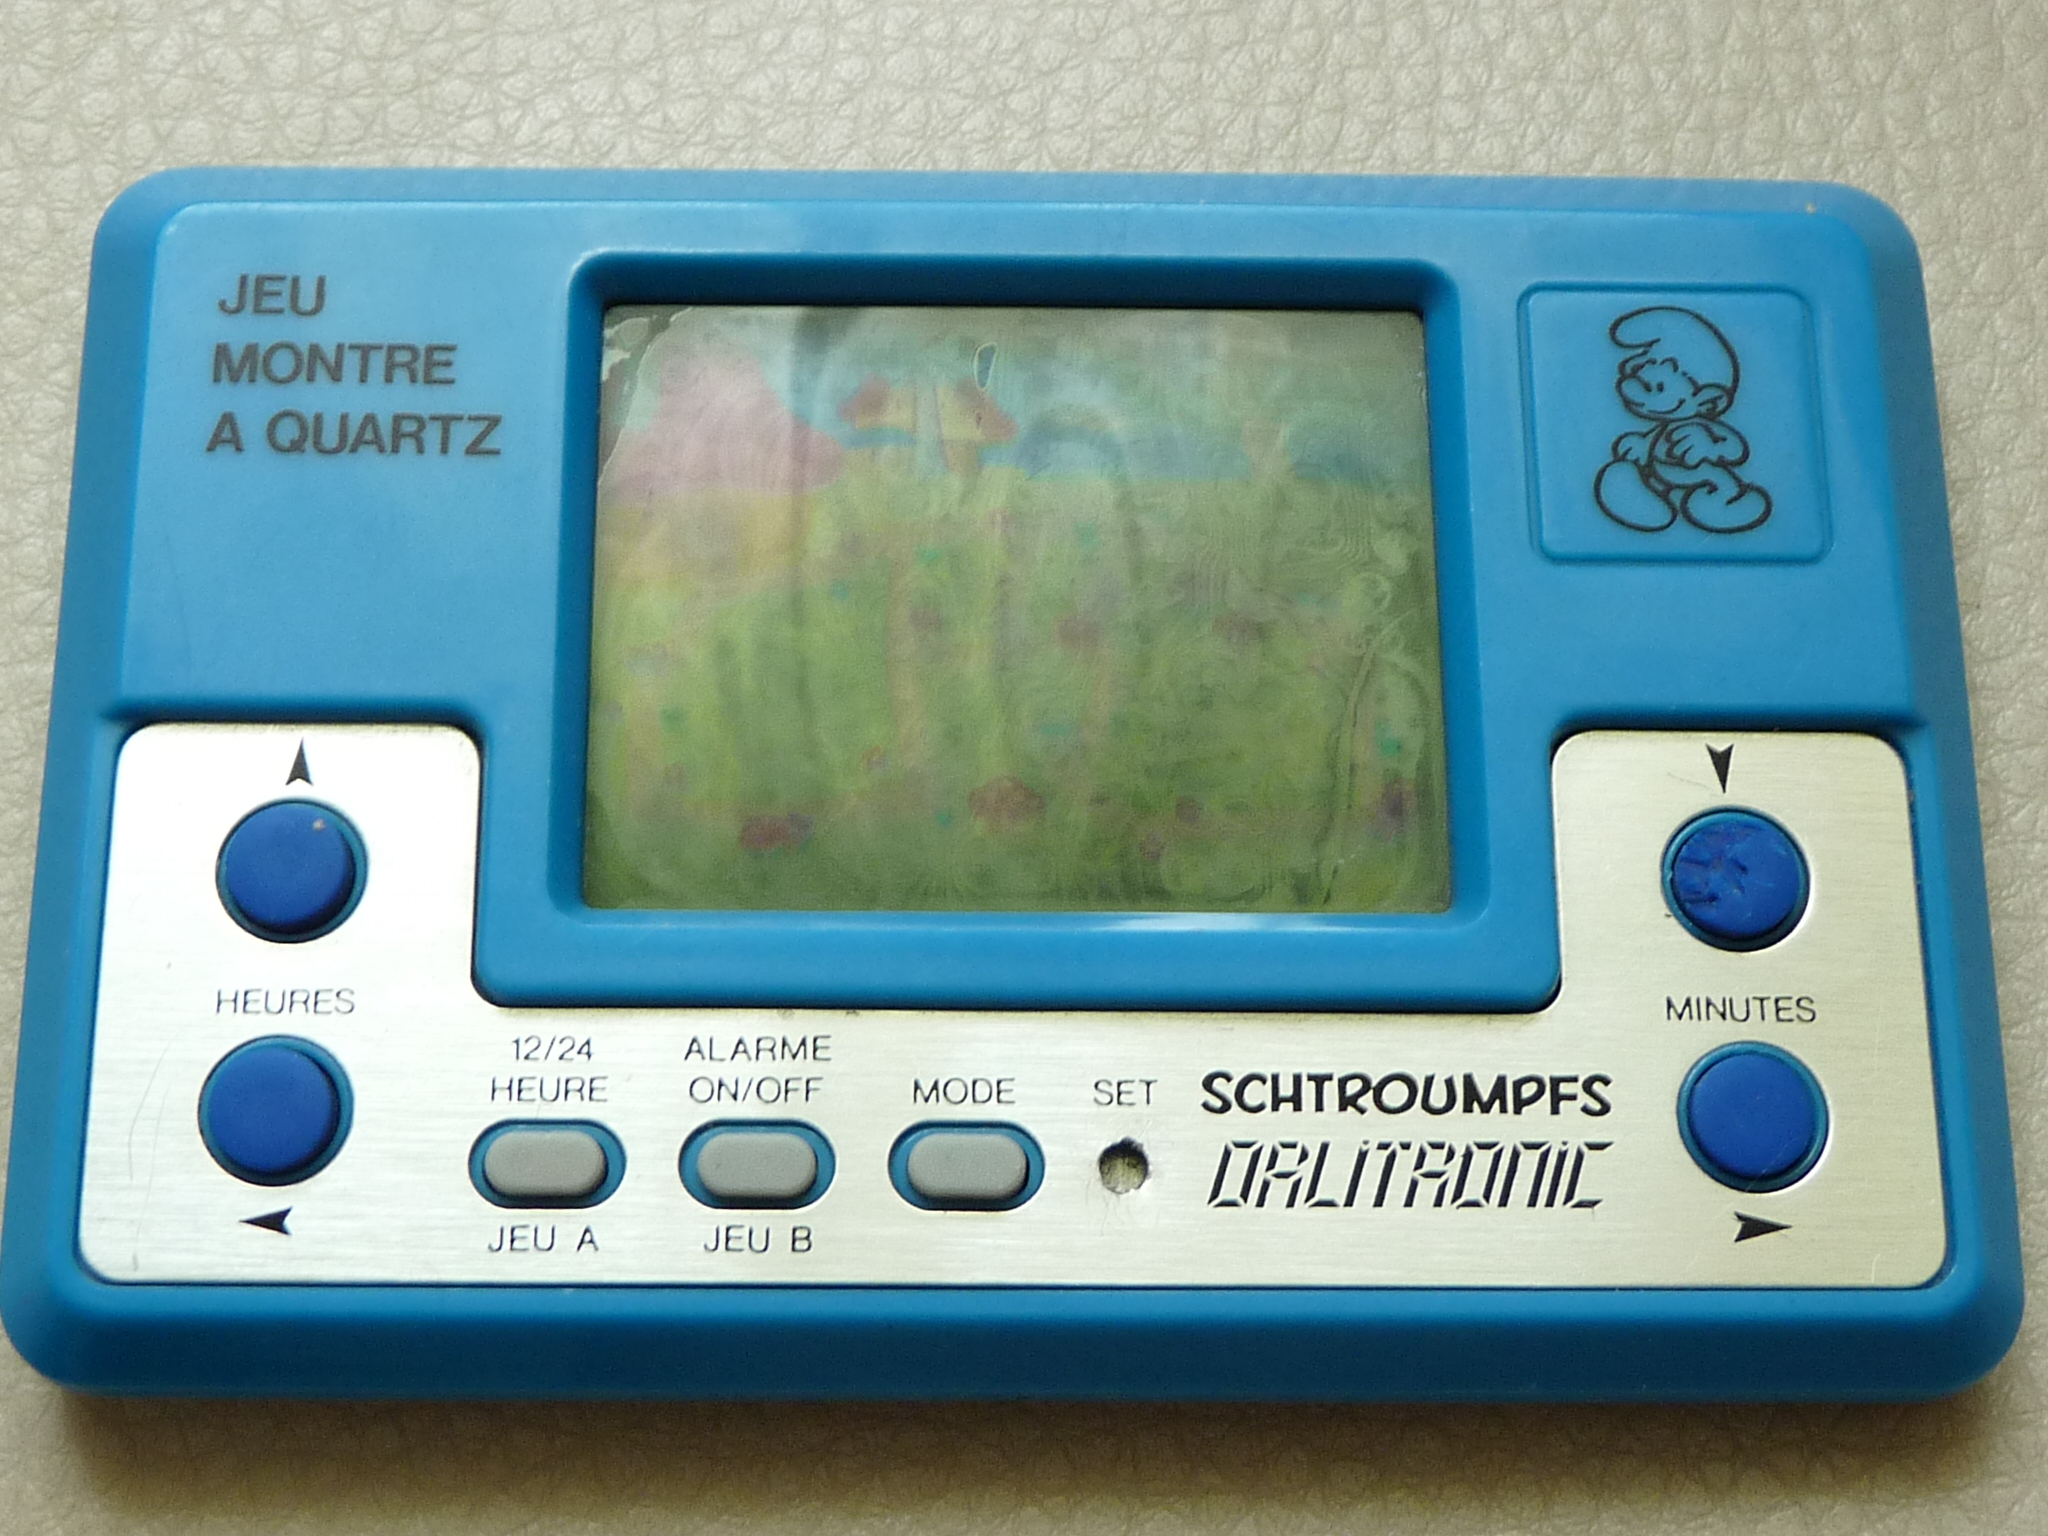 JEU
MONTRE
A QUARTZ
HEURES
MINUTES
12/24
HEURE
ALARME
ON/OFF
MODE
SET
SCHTROUMPFS
ORLITRONIC
JEU A
JEU B